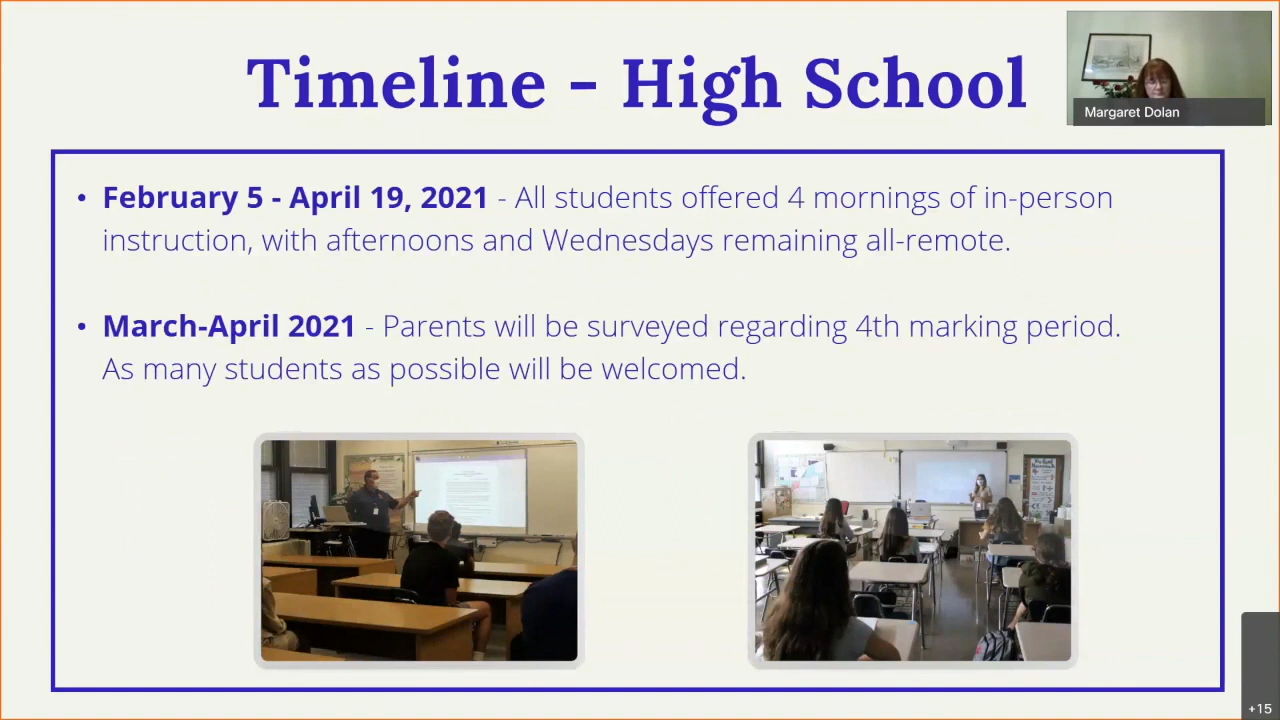 Timeline - High School
Margaret Dolan
• February 5 - April 19, 2021 - All students offered 4 mornings of in-person
instruction, with afternoons and Wednesdays remaining all-remote.
• March-April 2021 - Parents will be surveyed regarding 4th marking period.
As many students as possible will be welcomed.
+15